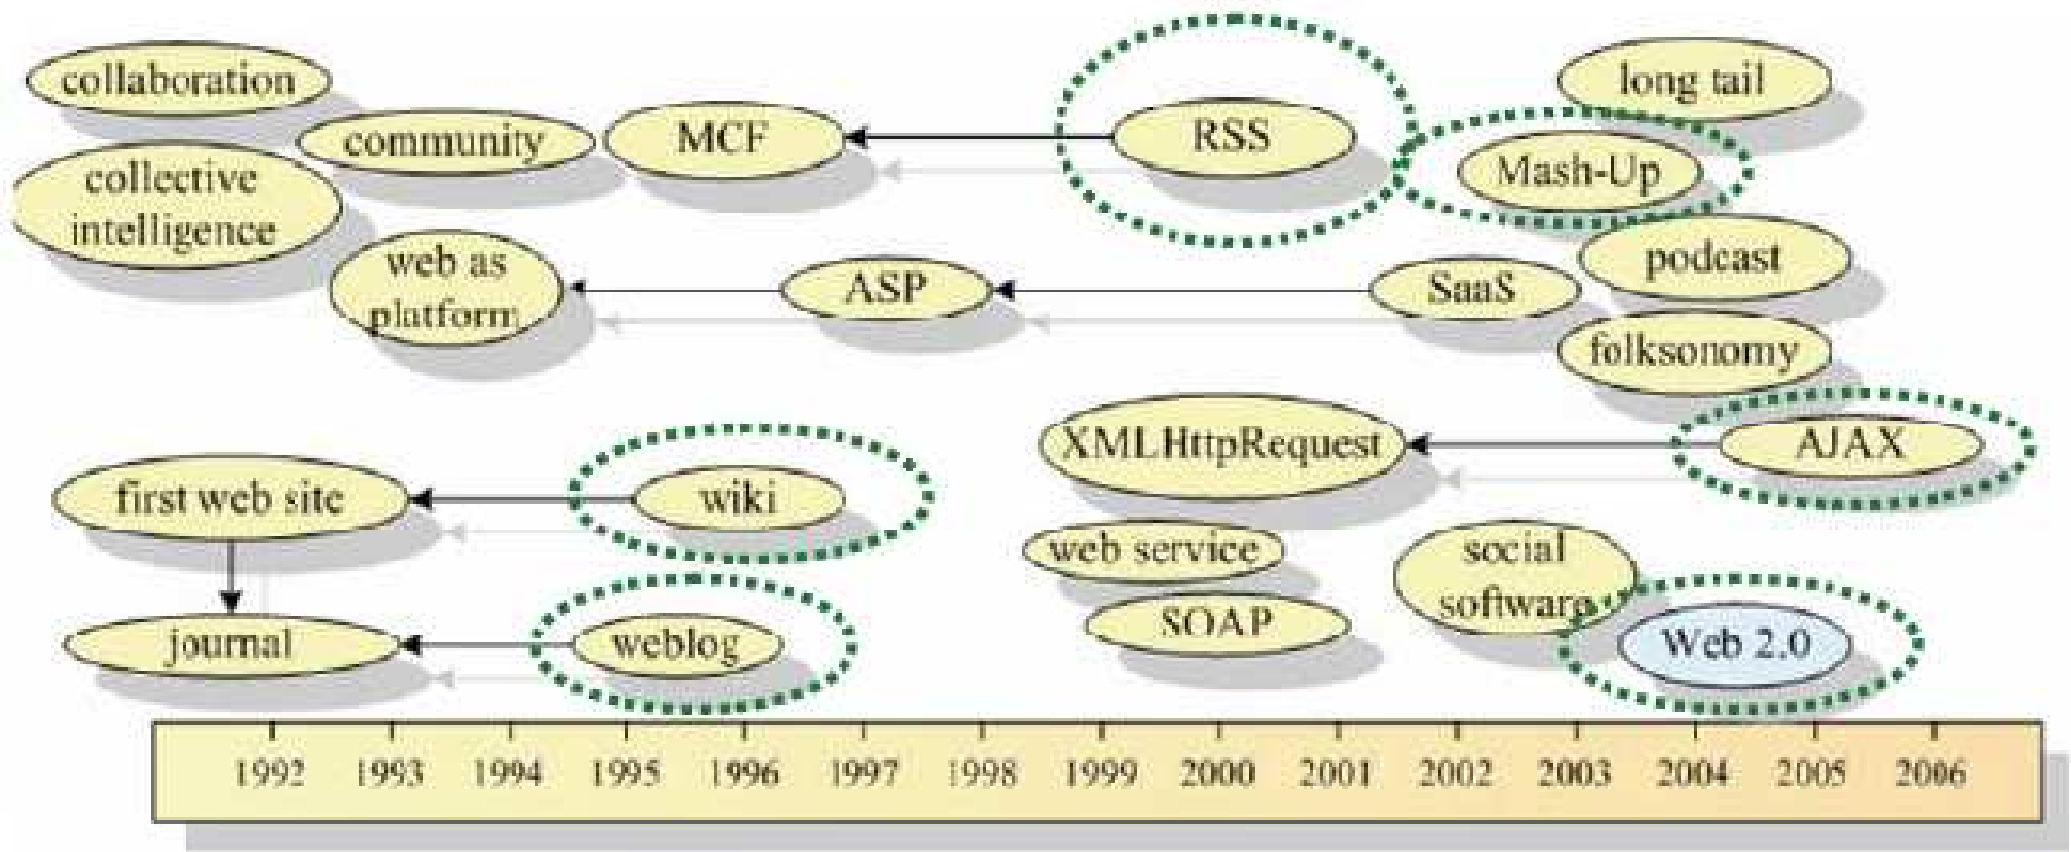 collaboration
community
MCF
RSS
long tail
Mash-Up
collective
intelligence
web as
platform
ASP
SaaS
podcast
folksonomy
XMLHttpRequest
AJAX
first web site
wiki
web service
social
software
SOAP
journal
weblog
Web 2.0
1992 1993 1994 1995 1996 1997 1998 1999 2000 2001 2002 2003 2004 2005 2006